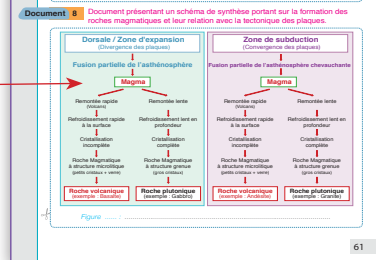 Document 8 Document présentant un schéma de synthèse portant sur la formation des
roches magmatiques et leur relation avec la tectonique des plaques.
Dorsale / Zone d'expansion
(Divergence des plaques)
Fusion partielle de l'asthénosphère
Magma
Remontée rapide
(Volcans)
Refroidissement rapide
à la surface
Cristallisation
incomplète
Roche Magmatique
à structure microlitique
(petits cristaux + verre)
Roche volcanique
(exemple : Basalte)
Remontée lente
Refroidissement lent en
profondeur
Cristallisation
complète
Roche Magmatique
à structure grenue
(gros cristaux)
Roche plutonique
(exemple : Gabbro)
Zone de subduction
(Convergence des plaques)
Fusion partielle de l'asthénosphère chevauchante
Magma
Remontée rapide
(Volcans)
Refroidissement rapide
à la surface
Cristallisation
incomplète
Roche Magmatique
à structure microlitique
(petits cristaux + verre)
Roche volcanique
(exemple : Andésite)
Remontée lente
Refroidissement lent en
profondeur
Cristallisation
complète
Roche Magmatique
à structure grenue
(gros cristaux)
Roche plutonique
(exemple : Granite)
Figure ...... : ......................................................
61